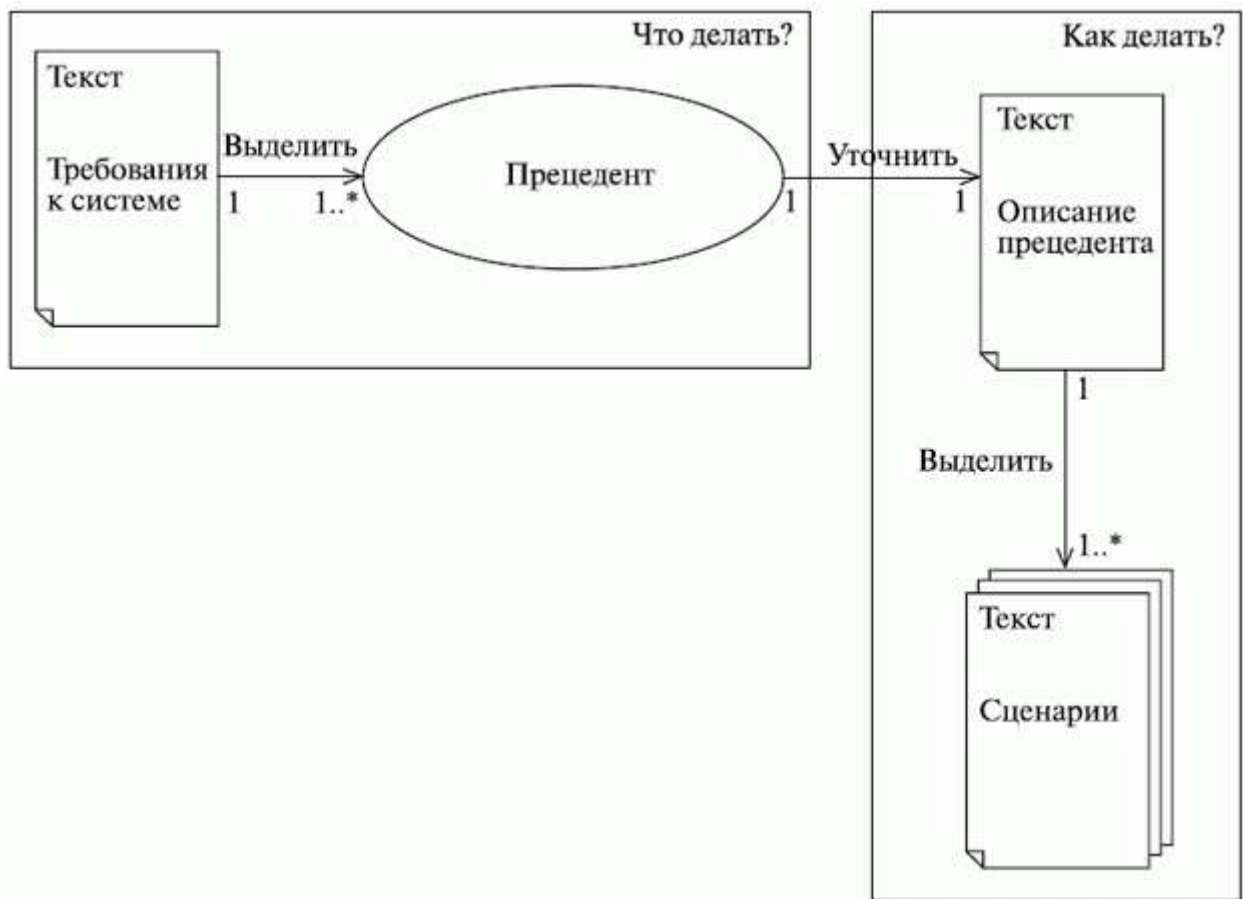 Что делать?
Текст
Требования
к системе
Выделить
1
1..*
Прецедент
1
Уточнить
1
Как делать?
Текст
Описание
прецедента
1
Выделить
1..*
Текст
Сценарии